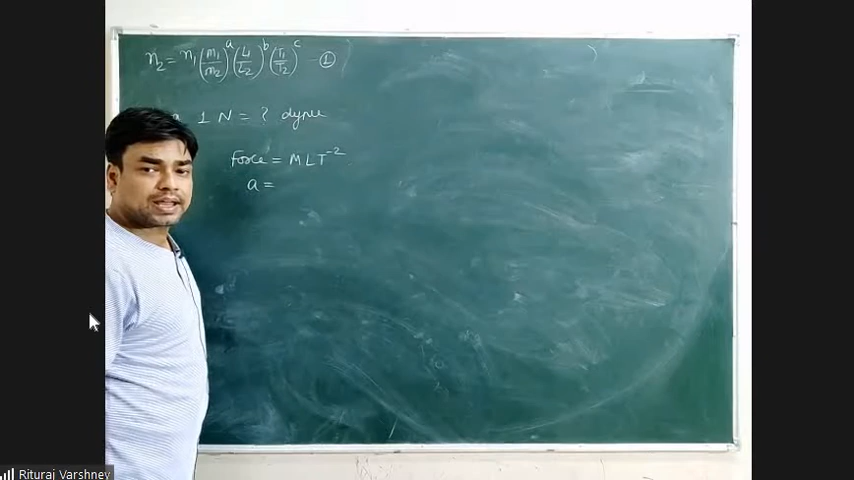 n₂ = n₁ (m₁/m₂)ᵃ (L₁/L₂)ᵇ (T₁/T₂)ᶜ — ①
1 N = ? dyne
Force = MLT⁻²
a =
Rituraj Varshney